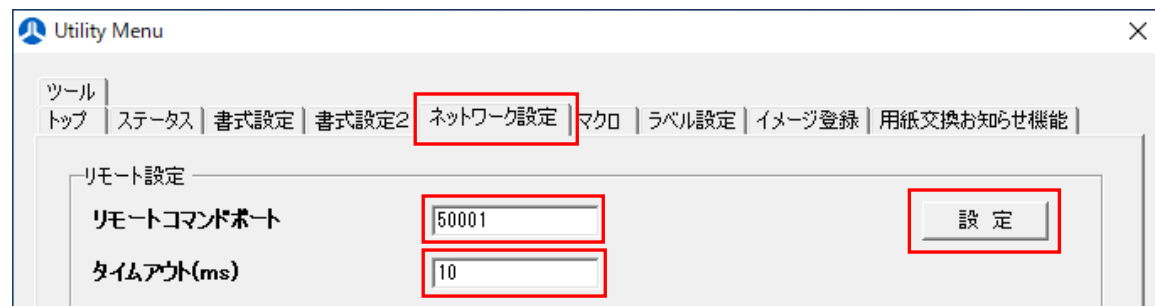 Utility Menu
ツール
トップ ステータス 書式設定 書式設定2 ネットワーク設定 マクロ ラベル設定 イメージ登録 用紙交換お知らせ機能
リモート設定
リモートコマンドポート 50001 設 定
タイムアウト(ms) 10